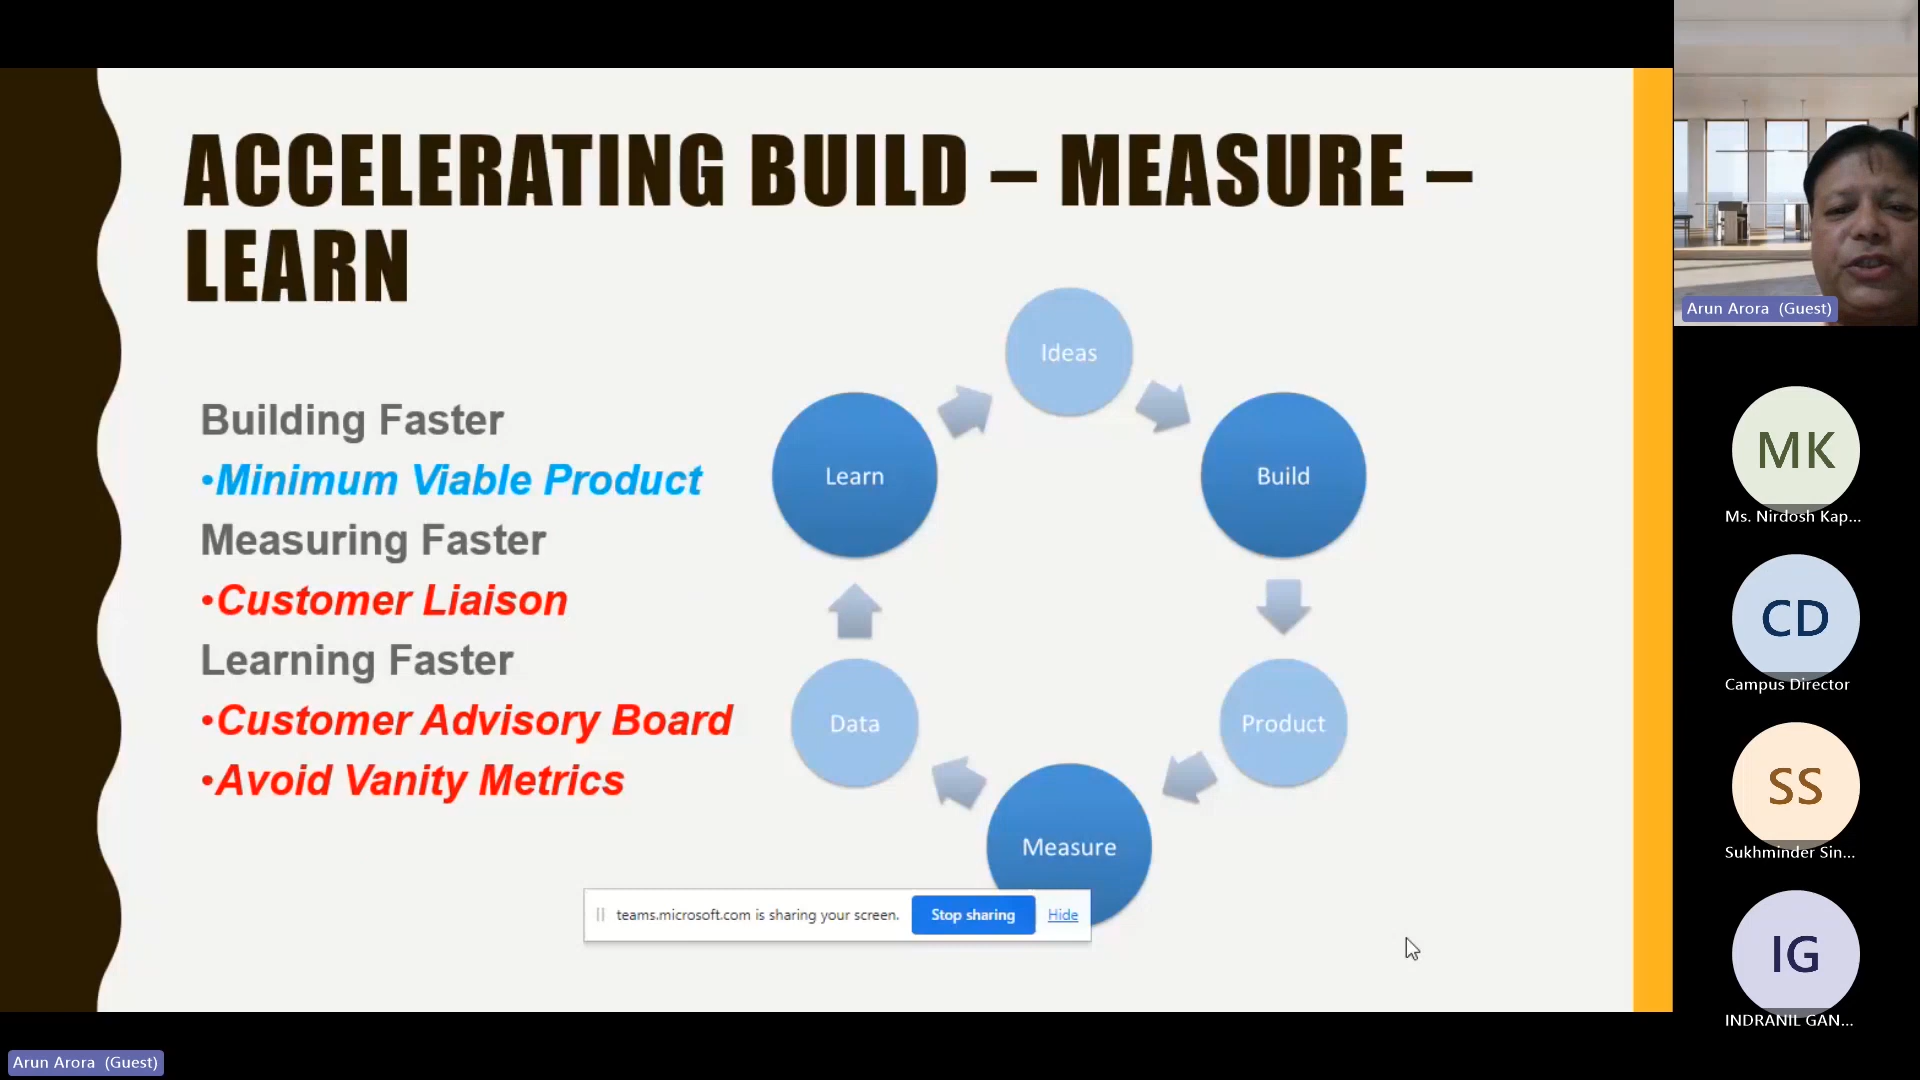 ACCELERATING BUILD – MEASURE –
LEARN
Building Faster
•Minimum Viable Product
Measuring Faster
•Customer Liaison
Learning Faster
•Customer Advisory Board
•Avoid Vanity Metrics
Ideas
Build
Product
Measure
Data
Learn
teams.microsoft.com is sharing your screen.
Stop sharing
Hide
Arun Arora (Guest)
MK
Ms. Nirdosh Kap...
CD
Campus Director
SS
Sukhminder Sin...
IG
INDRANIL GAN...
Arun Arora (Guest)